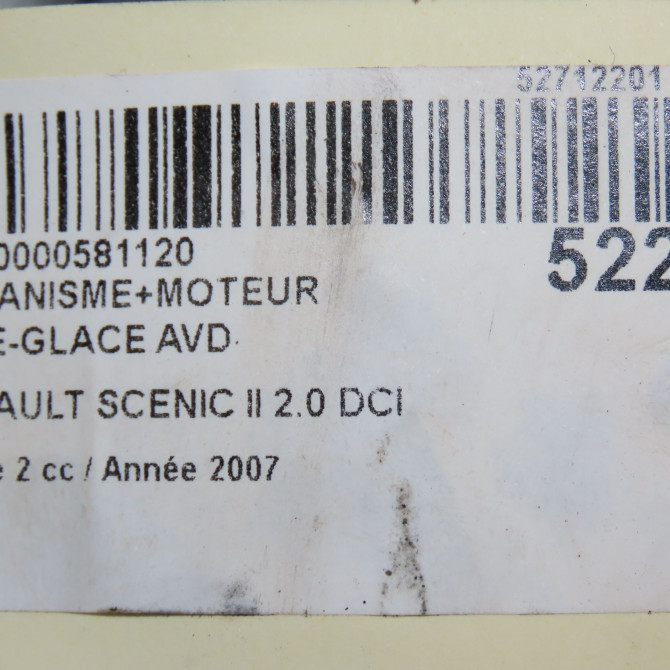 52712201
0000581120
522
ANISME+MOTEUR
E-GLACE AVD
AULT SCENIC II 2.0 DCI
e 2 cc / Année 2007